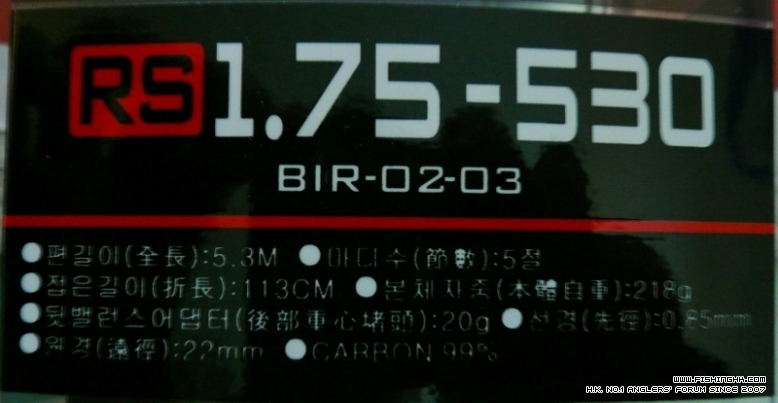 RS 1.75-530
BIR-02-03
●편길이(全長):5.3M ●마디수(節數):5절
●접은길이(折長):113CM ●본체자중(本體自重):218g
●뒷밸런스어댑터(後部重心堵頭):20g ●선경(先徑):0.85mm
●원경(遠徑):22mm ●CARBON 99%
WWW.FISHINGHK.COM
H.K. NO.1 ANGLERS' FORUM SINCE 2007